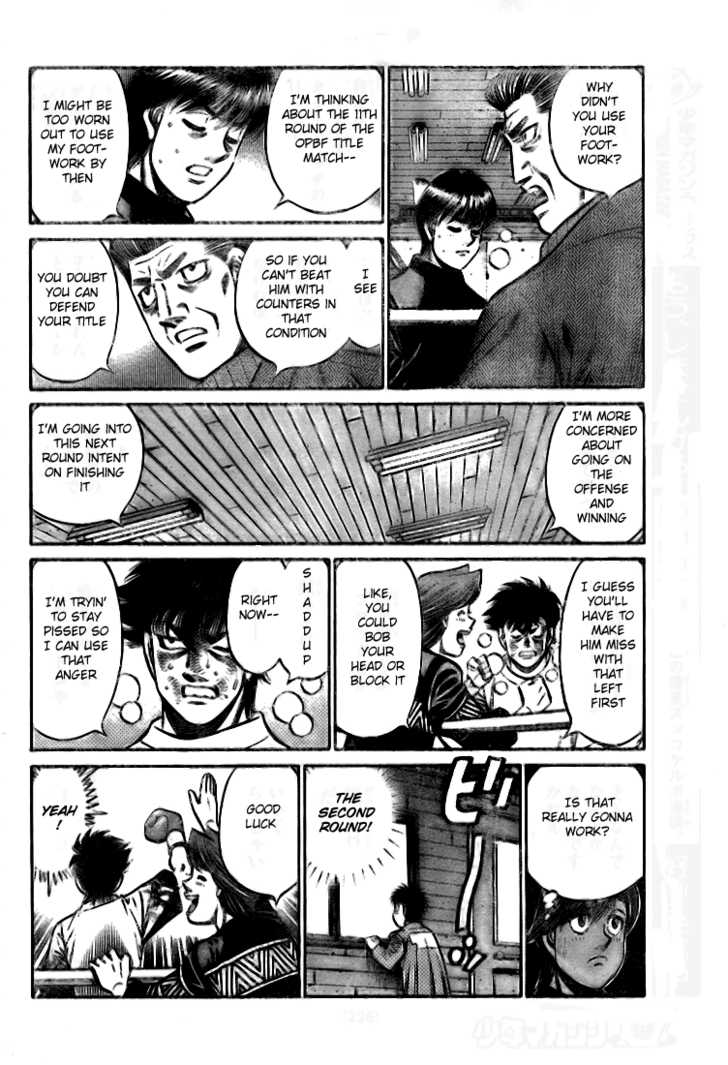 WHY
DIDN'T
YOU USE
YOUR
FOOT-
WORK?
I'M THINKING
ABOUT THE 11TH
ROUND OF THE
OPBF TITLE
MATCH--
I MIGHT BE
TOO WORN
OUT TO USE
MY FOOT-
WORK BY
THEN
I
SEE
SO IF YOU
CAN'T BEAT
HIM WITH
COUNTERS IN
THAT
CONDITION
YOU DOUBT
YOU CAN
DEFEND
YOUR TITLE
I'M MORE
CONCERNED
ABOUT
GOING ON
THE
OFFENSE
AND
WINNING
I'M GOING INTO
THIS NEXT
ROUND INTENT
ON FINISHING
IT
I GUESS
YOU'LL
HAVE TO
MAKE
HIM MISS
WITH
THAT
LEFT
FIRST
LIKE,
YOU
COULD
BOB
YOUR
HEAD OR
BLOCK IT
SHADDUP
RIGHT
NOW--
I'M TRYIN'
TO STAY
PISSED SO
I CAN USE
THAT
ANGER
IS THAT
REALLY GONNA
WORK?
ビーッ
THE
SECOND
ROUND!
GOOD
LUCK
YEAH
!